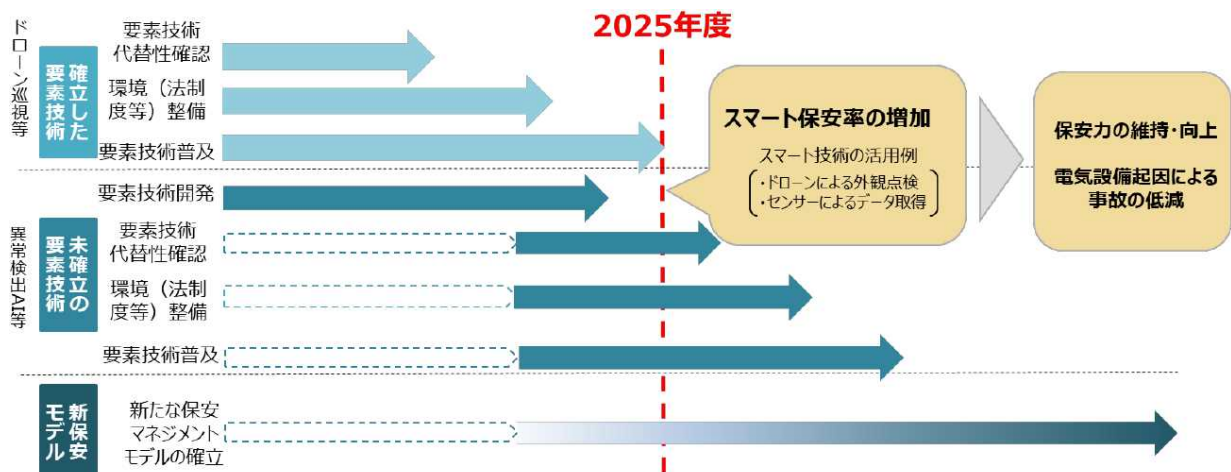 2025年度
ドローン巡視等
確立した
要素技術
要素技術
代替性確認
環境（法制
度等）整備
要素技術普及
スマート保安率の増加
スマート技術の活用例
・ドローンによる外観点検
・センサーによるデータ取得
保安力の維持・向上
電気設備起因による
事故の低減
異常検出AI等
未確立の
要素技術
要素技術開発
要素技術
代替性確認
環境（法制
度等）整備
要素技術普及
新保安
モデル
新たな保安
マネジメント
モデルの確立